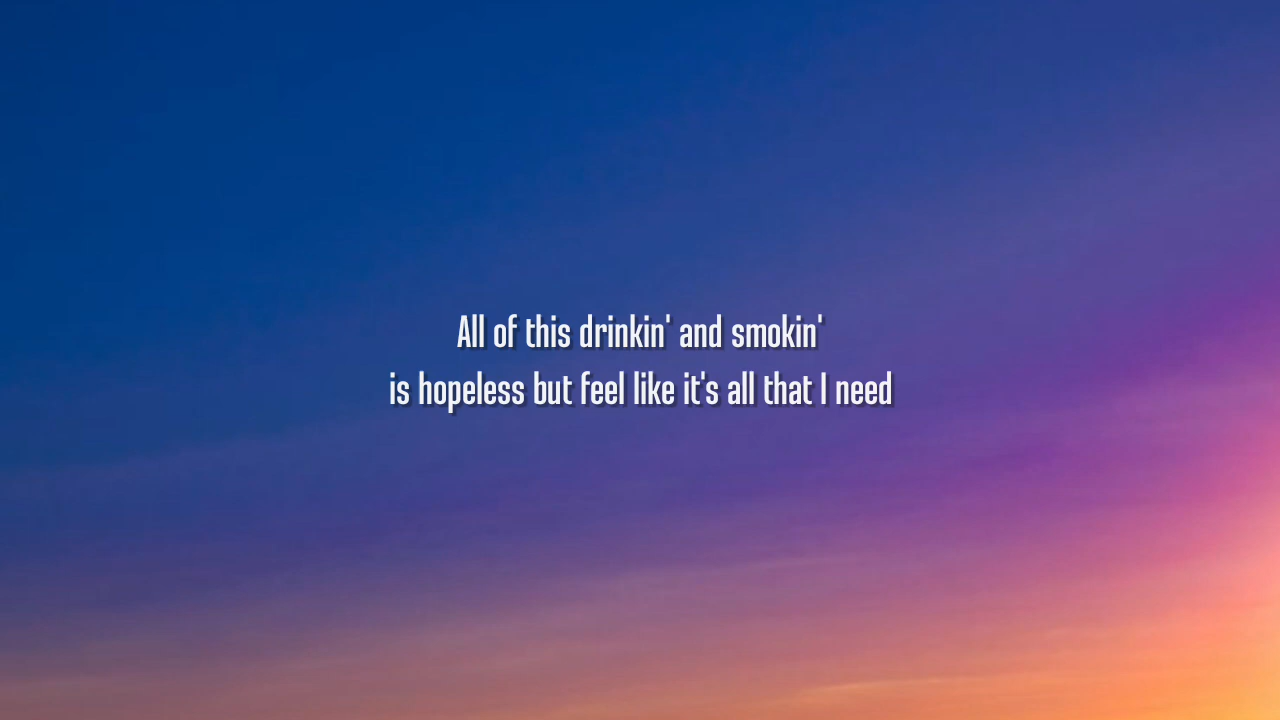 All of this drinkin' and smokin'
is hopeless but feel like it's all that I need